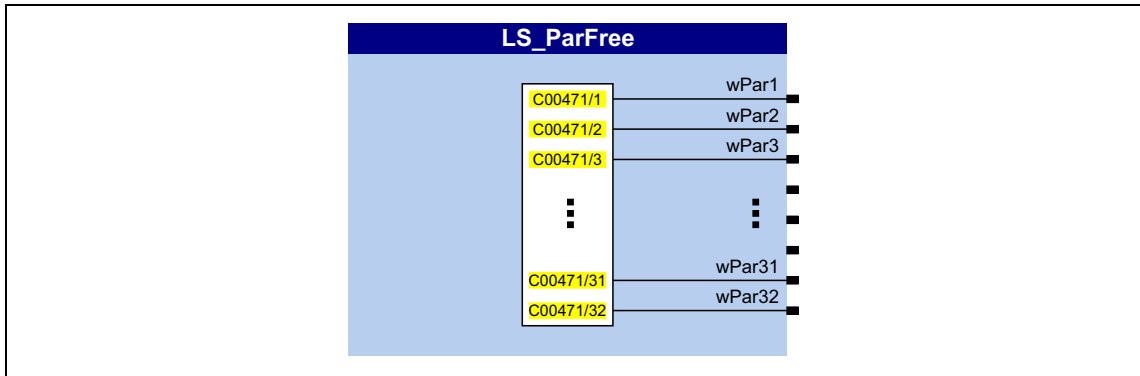 LS_ParFree
C00471/1 wPar1
C00471/2 wPar2
C00471/3 wPar3
C00471/31 wPar31
C00471/32 wPar32